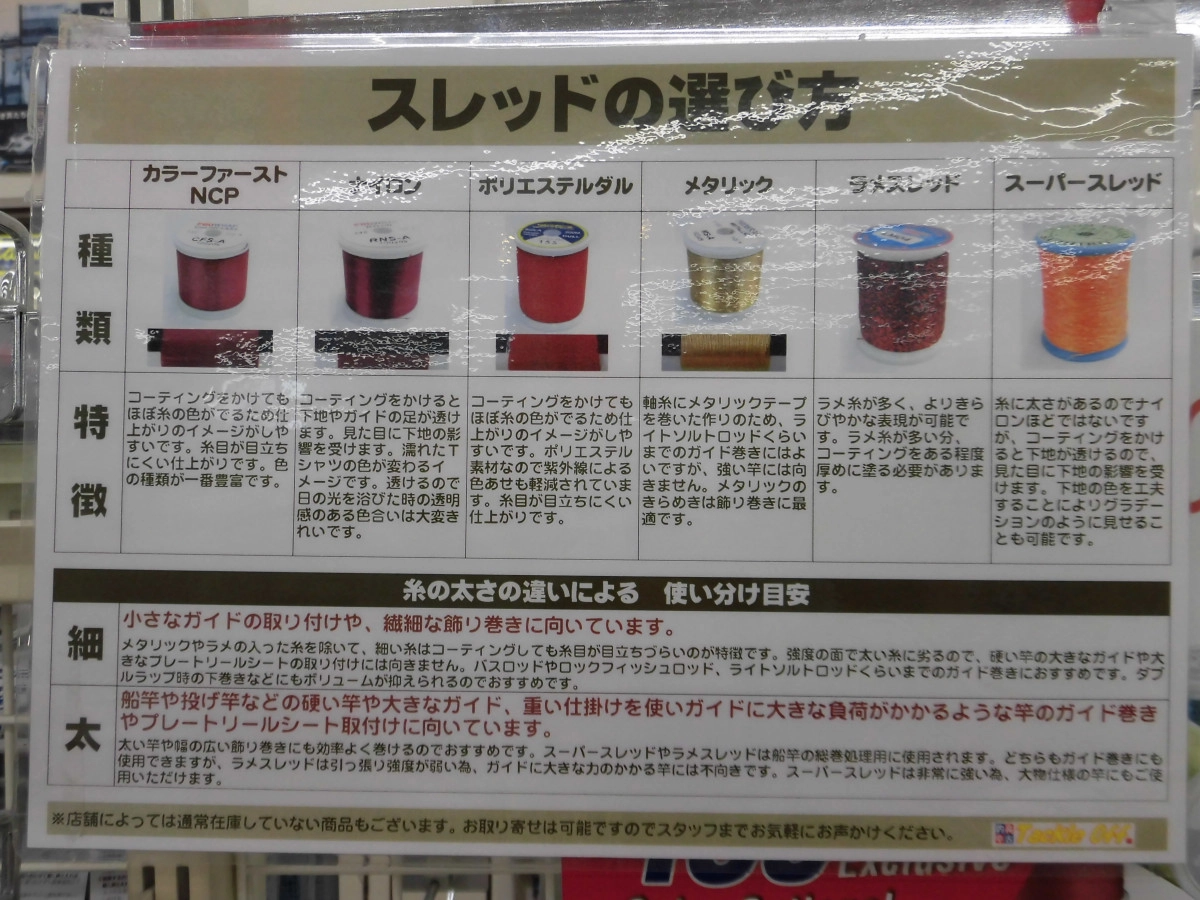 スレッドの選び方
カラーファースト
NCP
ナイロン
ポリエステルダル
メタリック
ラメスレッド
スーパースレッド
種類
CFS-A
RNS-A
特徴
コーティングをかけても
ほぼ糸の色がでるため仕
上がりのイメージがしや
すいです。糸目が目立ち
にくい仕上がりです。色
の種類が一番豊富です。
コーティングをかけると
下地やガイドの足が透け
ます。見た目に下地の影
響を受けます。濡れたT
シャツの色が変わるイ
メージです。透けるので
日の光を浴びた時の透明
感のある色合いは大変き
れいです。
コーティングをかけても
ほぼ糸の色がでるため仕
上がりのイメージがしや
すいです。ポリエステル
素材なので紫外線による
色あせも軽減されていま
す。糸目が目立ちにくい
仕上がりです。
軸糸にメタリックテープ
を巻いた作りのため、ラ
イトソルトロッドくらい
までのガイド巻きにはよ
いですが、強い竿には向
きません。メタリックの
きらめきは飾り巻きに最
適です。
ラメ糸が多く、よりきら
びやかな表現が可能で
す。ラメ糸が多い分、
コーティングをある程度
厚めに塗る必要がありま
す。
糸に太さがあるのでナイ
ロンほどではないです
が、コーティングをかけ
ると下地が透けるので、
見た目に下地の影響を受
けます。下地の色を工夫
することによりグラデー
ションのように見せるこ
とも可能です。
糸の太さの違いによる 使い分け目安
細
小さなガイドの取り付けや、繊細な飾り巻きに向いています。
メタリックやラメの入った糸を除いて、細い糸はコーティングしても糸目が目立ちづらいのが特徴です。強度の面で太い糸に劣るので、硬い竿の大きなガイドや大
きなプレートリールシートの取り付けには向きません。バスロッドやロックフィッシュロッド、ライトソルトロッドくらいまでのガイド巻きにおすすめです。ダブ
ルラップ時の下巻きなどにもボリュームが抑えられるのでおすすめです。
太
船竿や投げ竿などの硬い竿や大きなガイド、重い仕掛けを使いガイドに大きな負荷がかかるような竿のガイド巻き
やプレートリールシート取付けに向いています。
太い竿や幅の広い飾り巻きにも効率よく巻けるのでおすすめです。スーパースレッドやラメスレッドは船竿の総巻処理用に使用されます。どちらもガイド巻きにも
使用できますが、ラメスレッドは引っ張り強度が弱い為、ガイドに大きな力のかかる竿には不向きです。スーパースレッドは非常に強い為、大物仕様の竿にもご使
用いただけます。
※店舗によっては通常在庫していない商品もございます。お取り寄せは可能ですのでスタッフまでお気軽にお声かけください。
Exclusive